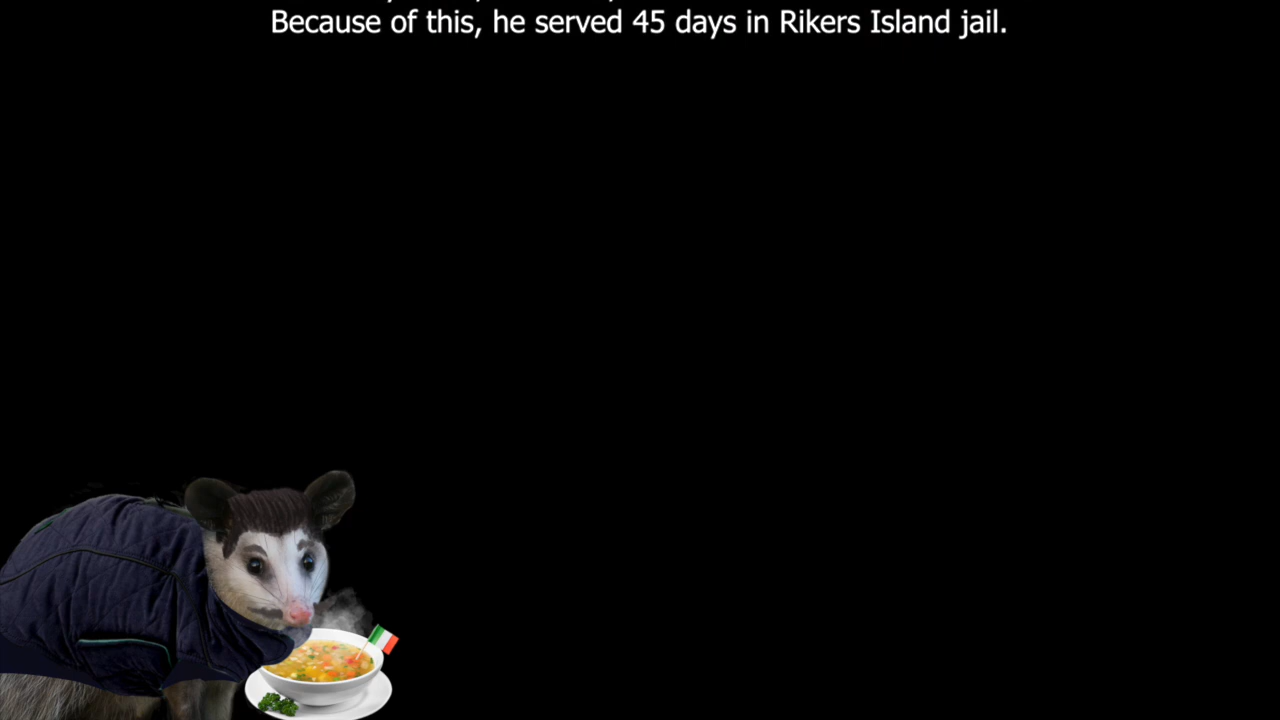 Because of this, he served 45 days in Rikers Island jail.